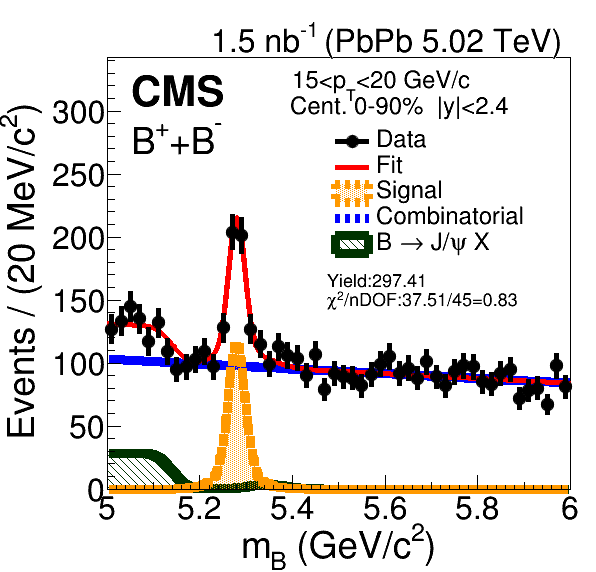 1.5 nb⁻¹ (PbPb 5.02 TeV)
CMS
B⁺+B⁻
15<p_T<20 GeV/c
Cent. 0-90% |y|<2.4
Data
Fit
Signal
Combinatorial
B → J/ψ X
Yield:297.41
χ²/nDOF:37.51/45=0.83
Events / (20 MeV/c²)
300
250
200
150
100
50
0
5 5.2 5.4 5.6 5.8 6
m_B (GeV/c²)